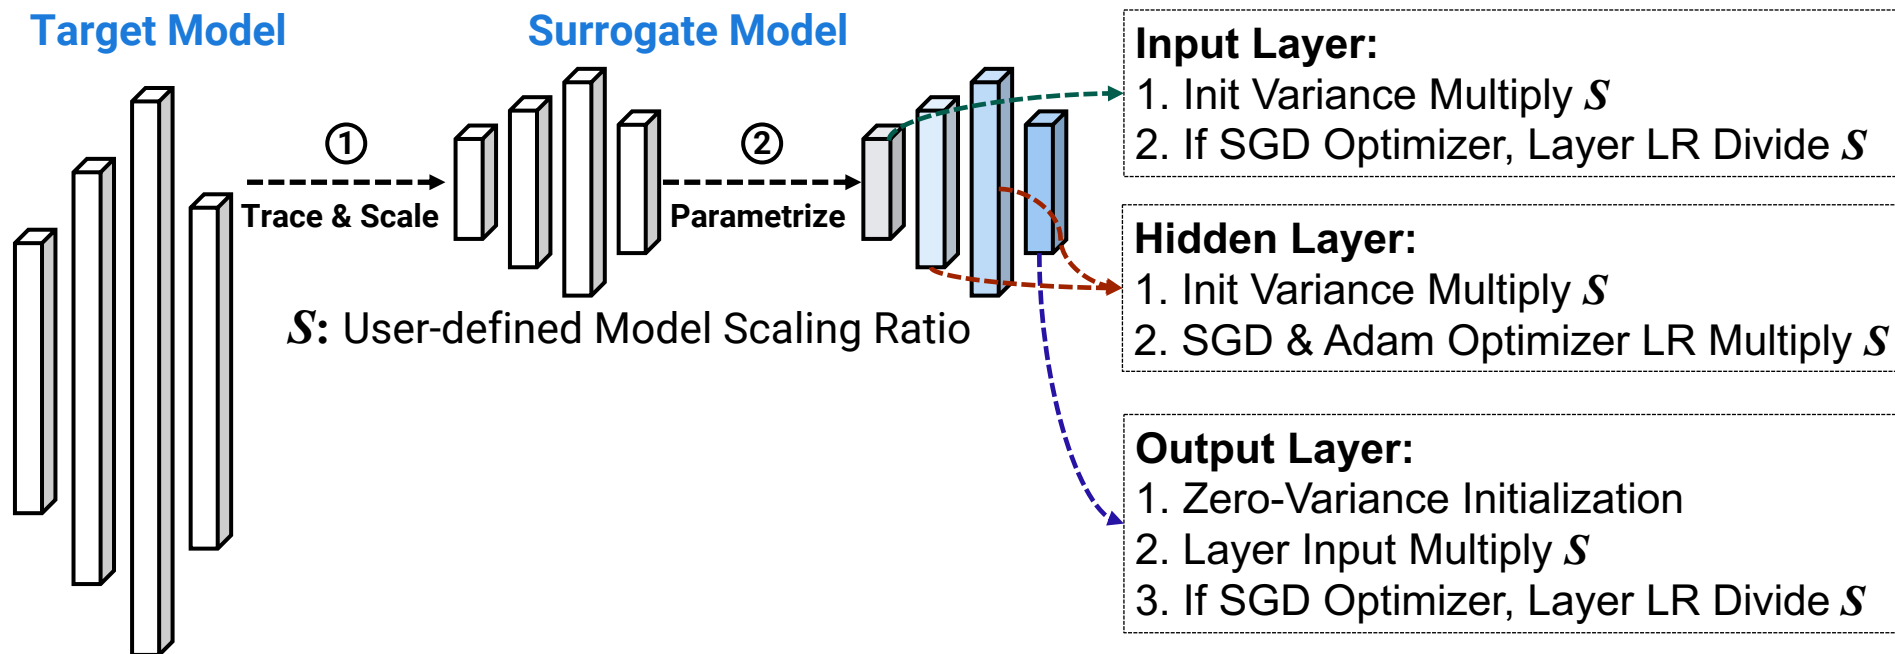 Target Model
Surrogate Model
①
Trace & Scale
②
Parametrize
S: User-defined Model Scaling Ratio
Input Layer:
1. Init Variance Multiply S
2. If SGD Optimizer, Layer LR Divide S
Hidden Layer:
1. Init Variance Multiply S
2. SGD & Adam Optimizer LR Multiply S
Output Layer:
1. Zero-Variance Initialization
2. Layer Input Multiply S
3. If SGD Optimizer, Layer LR Divide S